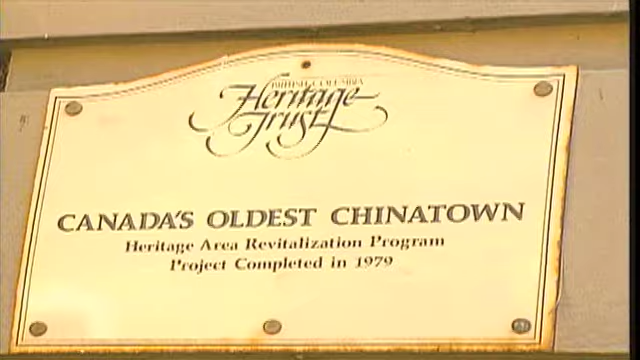 BRITISH COLUMBIA
Heritage
Trust
CANADA'S OLDEST CHINATOWN
Heritage Area Revitalization Program
Project Completed in 1979